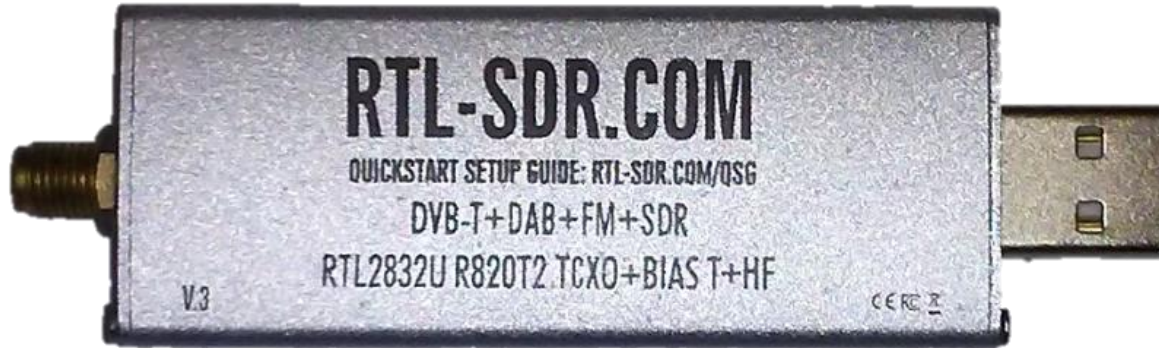 RTL-SDR.COM
QUICKSTART SETUP GUIDE: RTL-SDR.COM/QSG
DVB-T+DAB+FM+SDR
RTL2832U R820T2 TCXO+BIAS T+HF
V.3
CE FC